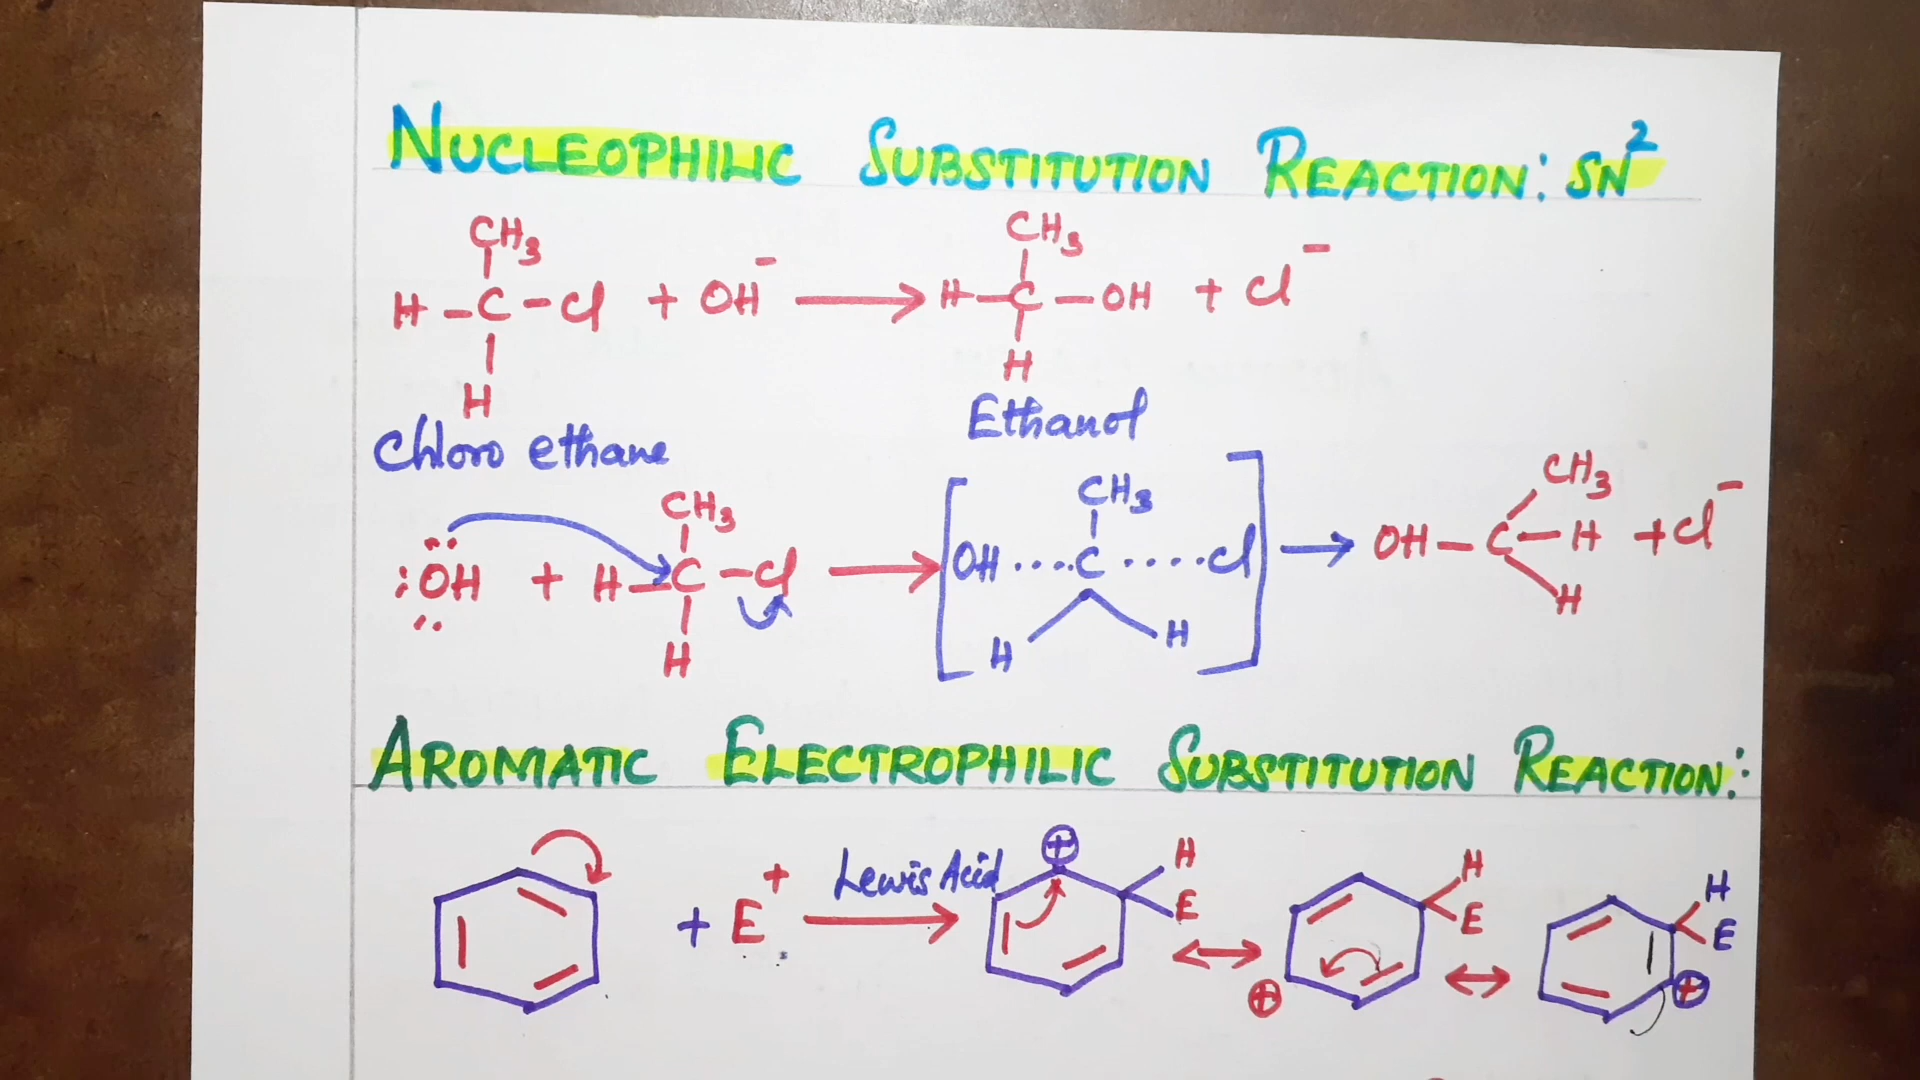 NUCLEOPHILIC SUBSTITUTION REACTION: SN²
CH₃ CH₃
H-C-Cl + OH⁻ → H-C-OH + Cl⁻
H H
Chloro ethane Ethanol
CH₃ CH₃ CH₃
:OH + H-C-Cl → [OH....C....Cl] → OH-C-H + Cl⁻
H H H H
AROMATIC ELECTROPHILIC SUBSTITUTION REACTION:
+ E⁺ Lewis Acid → ⊕ H E ↔ ⊕ H E ↔ ⊕ H E